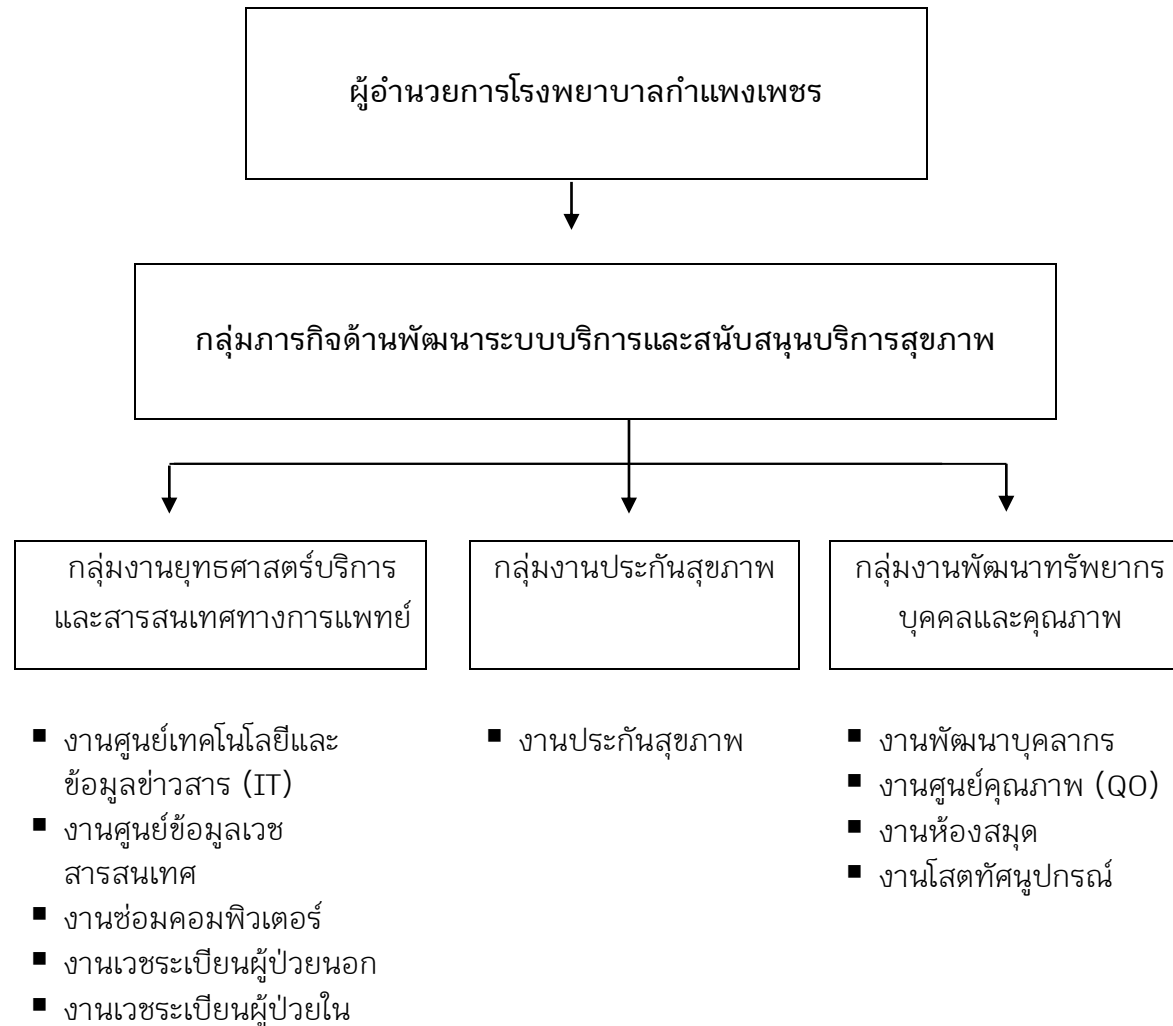 ผู้อำนวยการโรงพยาบาลกำแพงเพชร
กลุ่มภารกิจด้านพัฒนาระบบบริการและสนับสนุนบริการสุขภาพ
กลุ่มงานยุทธศาสตร์บริการ
และสารสนเทศทางการแพทย์
กลุ่มงานประกันสุขภาพ
กลุ่มงานพัฒนาทรัพยากร
บุคคลและคุณภาพ
▪ งานศูนย์เทคโนโลยีและ
ข้อมูลข่าวสาร (IT)
▪ งานศูนย์ข้อมูลเวช
สารสนเทศ
▪ งานซ่อมคอมพิวเตอร์
▪ งานเวชระเบียนผู้ป่วยนอก
▪ งานเวชระเบียนผู้ป่วยใน
▪ งานประกันสุขภาพ
▪ งานพัฒนาบุคลากร
▪ งานศูนย์คุณภาพ (QO)
▪ งานห้องสมุด
▪ งานโสตทัศนูปกรณ์